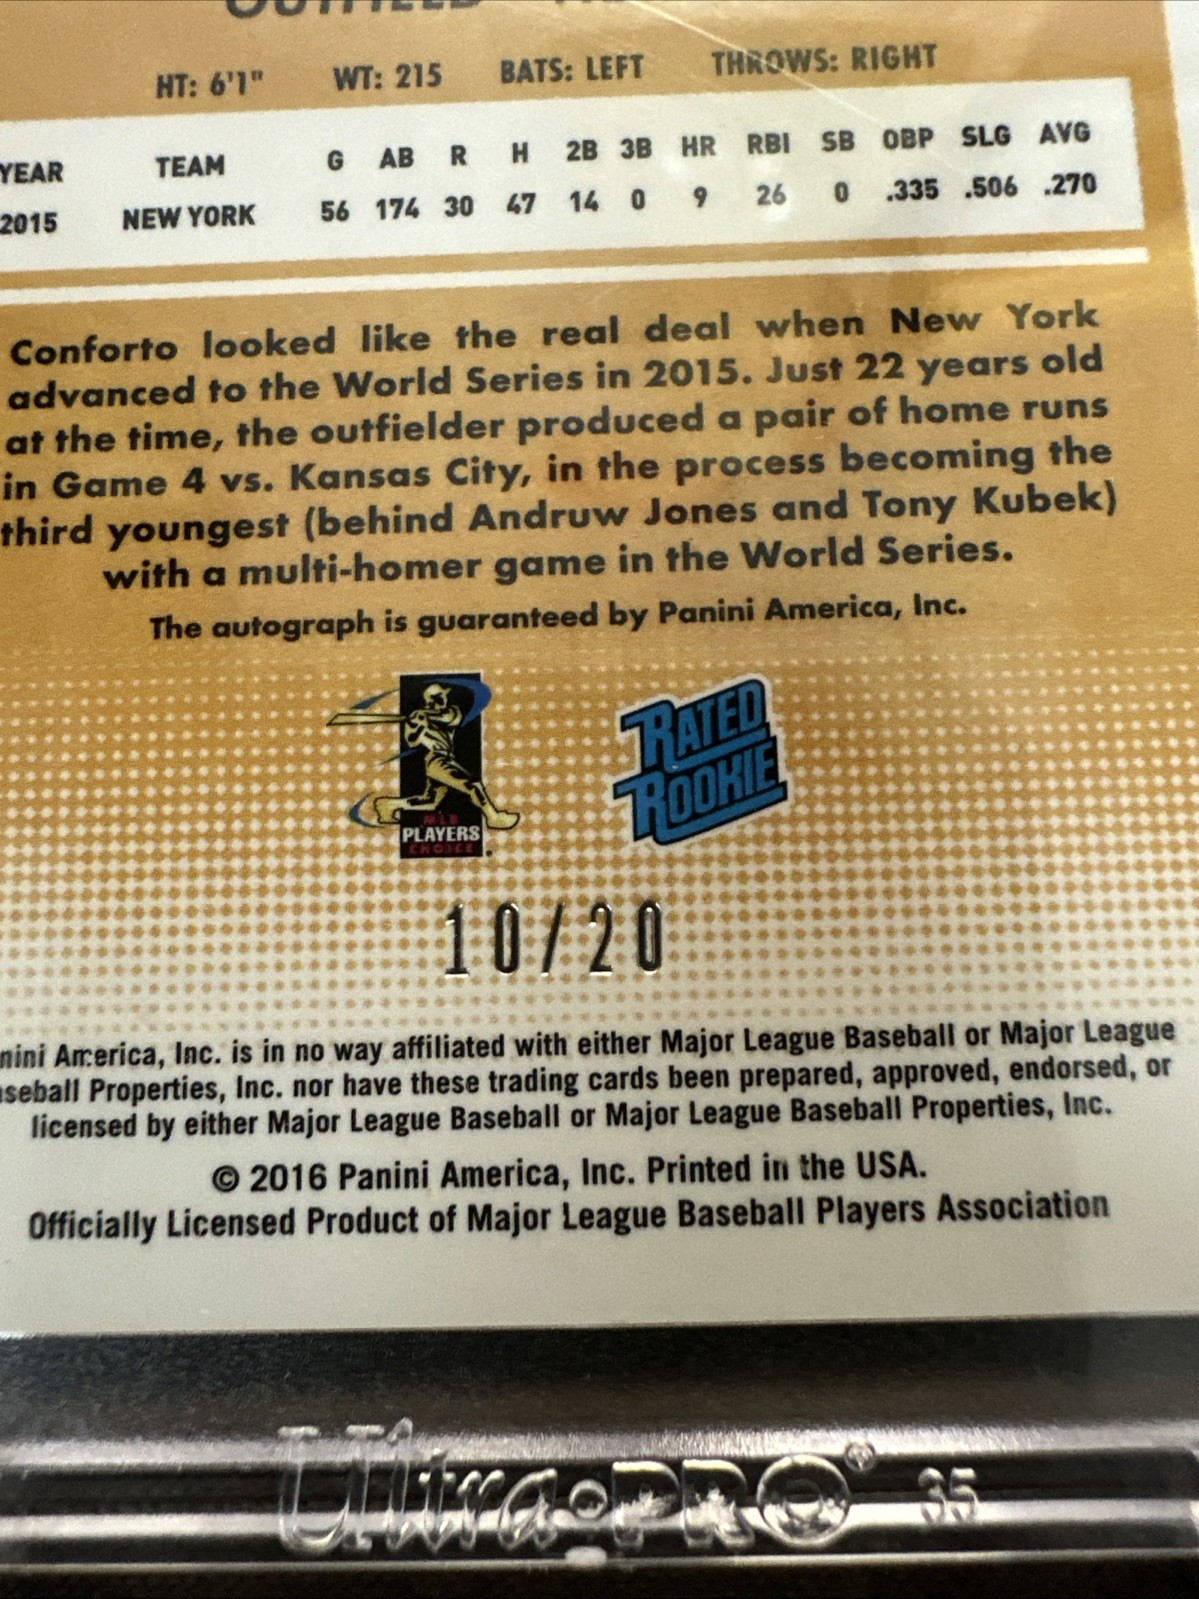 OUTFIELD
HT: 6'1" WT: 215 BATS: LEFT THROWS: RIGHT
YEAR TEAM G AB R H 2B 3B HR RBI SB OBP SLG AVG
2015 NEW YORK 56 174 30 47 14 0 9 26 0 .335 .506 .270
Conforto looked like the real deal when New York
advanced to the World Series in 2015. Just 22 years old
at the time, the outfielder produced a pair of home runs
in Game 4 vs. Kansas City, in the process becoming the
third youngest (behind Andruw Jones and Tony Kubek)
with a multi-homer game in the World Series.
The autograph is guaranteed by Panini America, Inc.
MLB
PLAYERS
CHOICE
RATED
ROOKIE
10/20
nini America, Inc. is in no way affiliated with either Major League Baseball or Major League
aseball Properties, Inc. nor have these trading cards been prepared, approved, endorsed, or
licensed by either Major League Baseball or Major League Baseball Properties, Inc.
© 2016 Panini America, Inc. Printed in the USA.
Officially Licensed Product of Major League Baseball Players Association
Ultra•PRO® 35